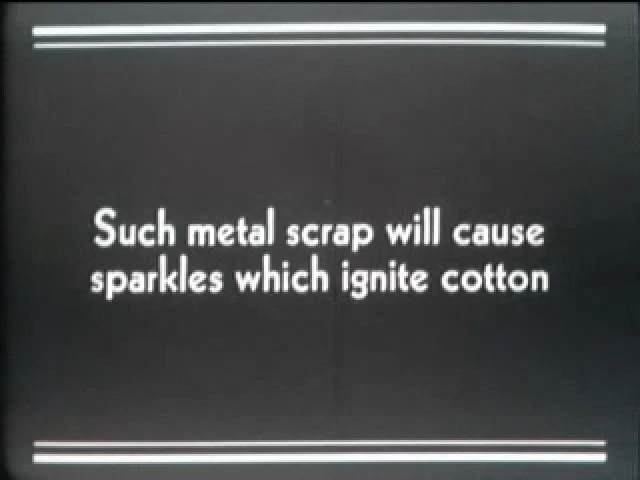 Such metal scrap will cause
sparkles which ignite cotton